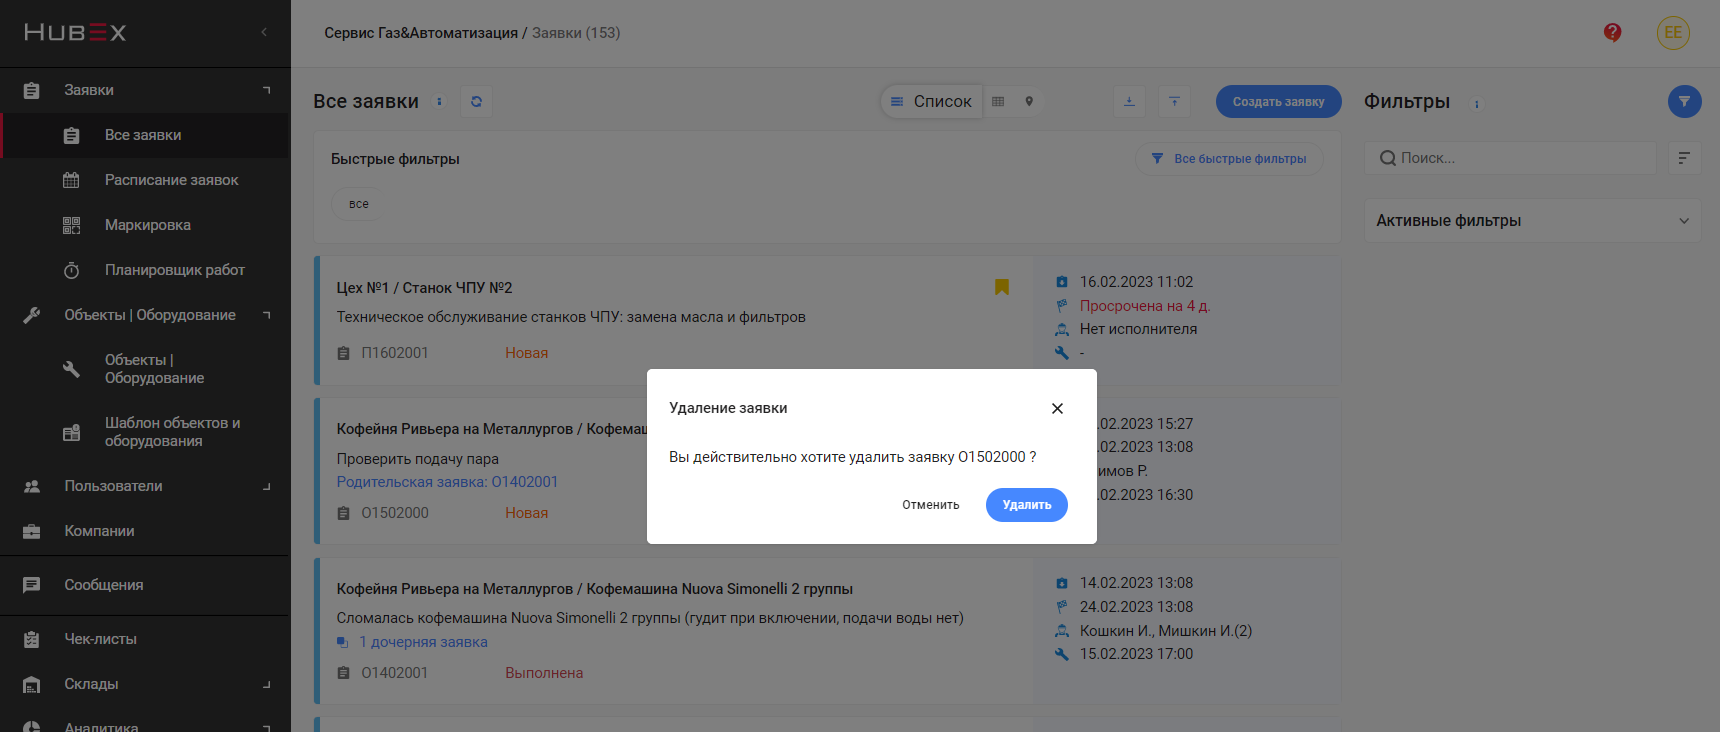 HUBEX
Заявки
Все заявки
Расписание заявок
Маркировка
Планировщик работ
Объекты | Оборудование
Объекты |
Оборудование
Шаблон объектов и
оборудования
Пользователи
Компании
Сообщения
Чек-листы
Склады
Аналитика
Сервис Газ&Автоматизация / Заявки (153)
EE
Все заявки
Список
Создать заявку
Быстрые фильтры
Все быстрые фильтры
все
Цех №1 / Станок ЧПУ №2
Техническое обслуживание станков ЧПУ: замена масла и фильтров
П1602001
Новая
16.02.2023 11:02
Просрочена на 4 д.
Нет исполнителя
-
Кофейня Ривьера на Металлургов /
Проверить подачу пара
Родительская заявка: О1402001
О1502000
Новая
.02.2023 15:27
.02.2023 13:08
имов Р.
.02.2023 16:30
Удаление заявки
Вы действительно хотите удалить заявку О1502000 ?
Отменить
Удалить
Кофейня Ривьера на Металлургов / Кофемашина Nuova Simonelli 2 группы
Сломалась кофемашина Nuova Simonelli 2 группы (гудит при включении, подачи воды нет)
1 дочерняя заявка
О1402001
Выполнена
14.02.2023 13:08
24.02.2023 13:08
Кошкин И., Мишкин И.(2)
15.02.2023 17:00
Фильтры
Поиск...
Активные фильтры